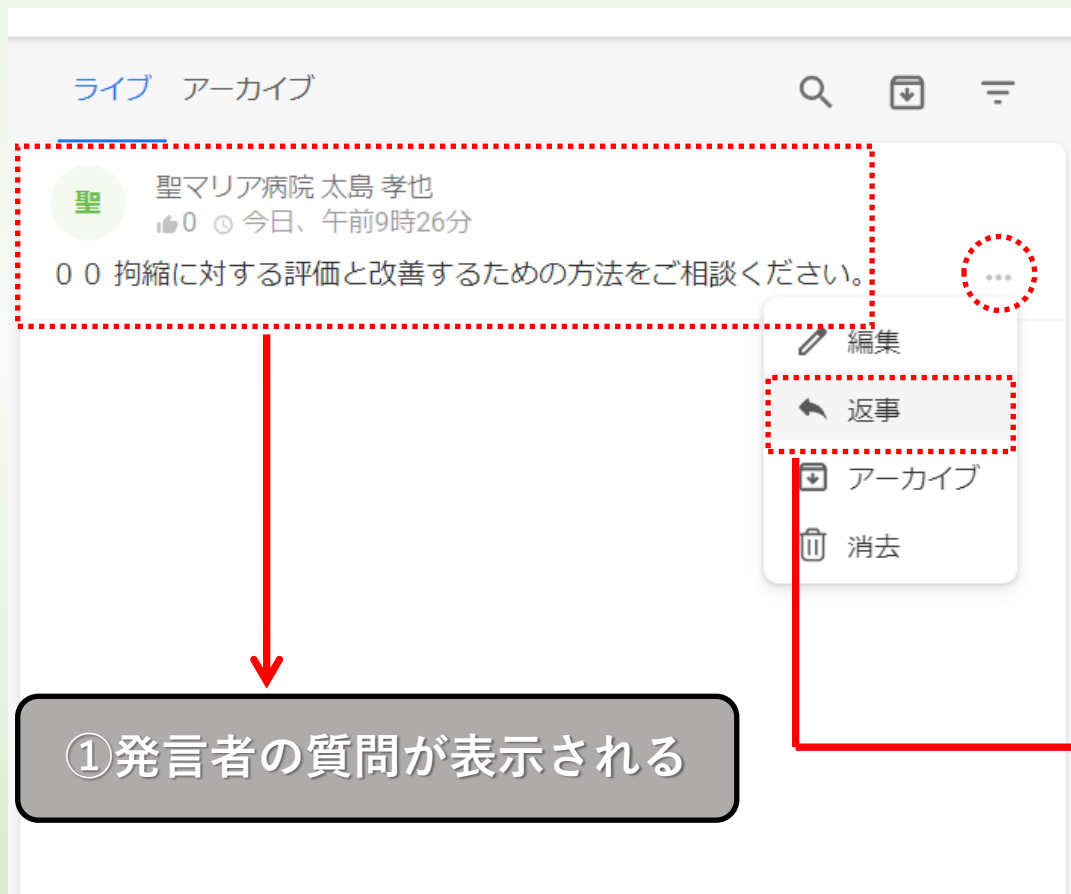 ライブ アーカイブ
聖
聖マリア病院 太島 孝也
0 今日、午前9時26分
００ 拘縮に対する評価と改善するための方法をご相談ください。
編集
返事
アーカイブ
消去
①発言者の質問が表示される